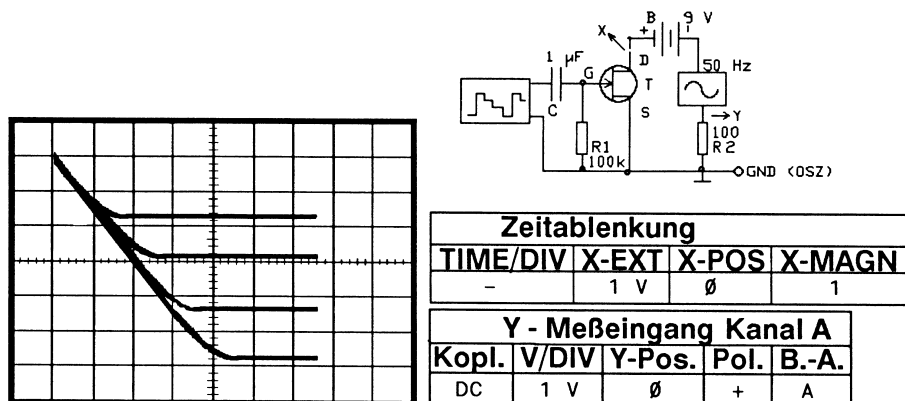 B 9 V
+
X
1 µF
D
50 Hz
G
T
C
S
Y
R1
100k
100
R2
GND (OSZ)
Zeitablenkung
TIME/DIV X-EXT X-POS X-MAGN
– 1 V Ø 1
Y - Meßeingang Kanal A
Kopl. V/DIV Y-Pos. Pol. B.-A.
DC 1 V Ø + A